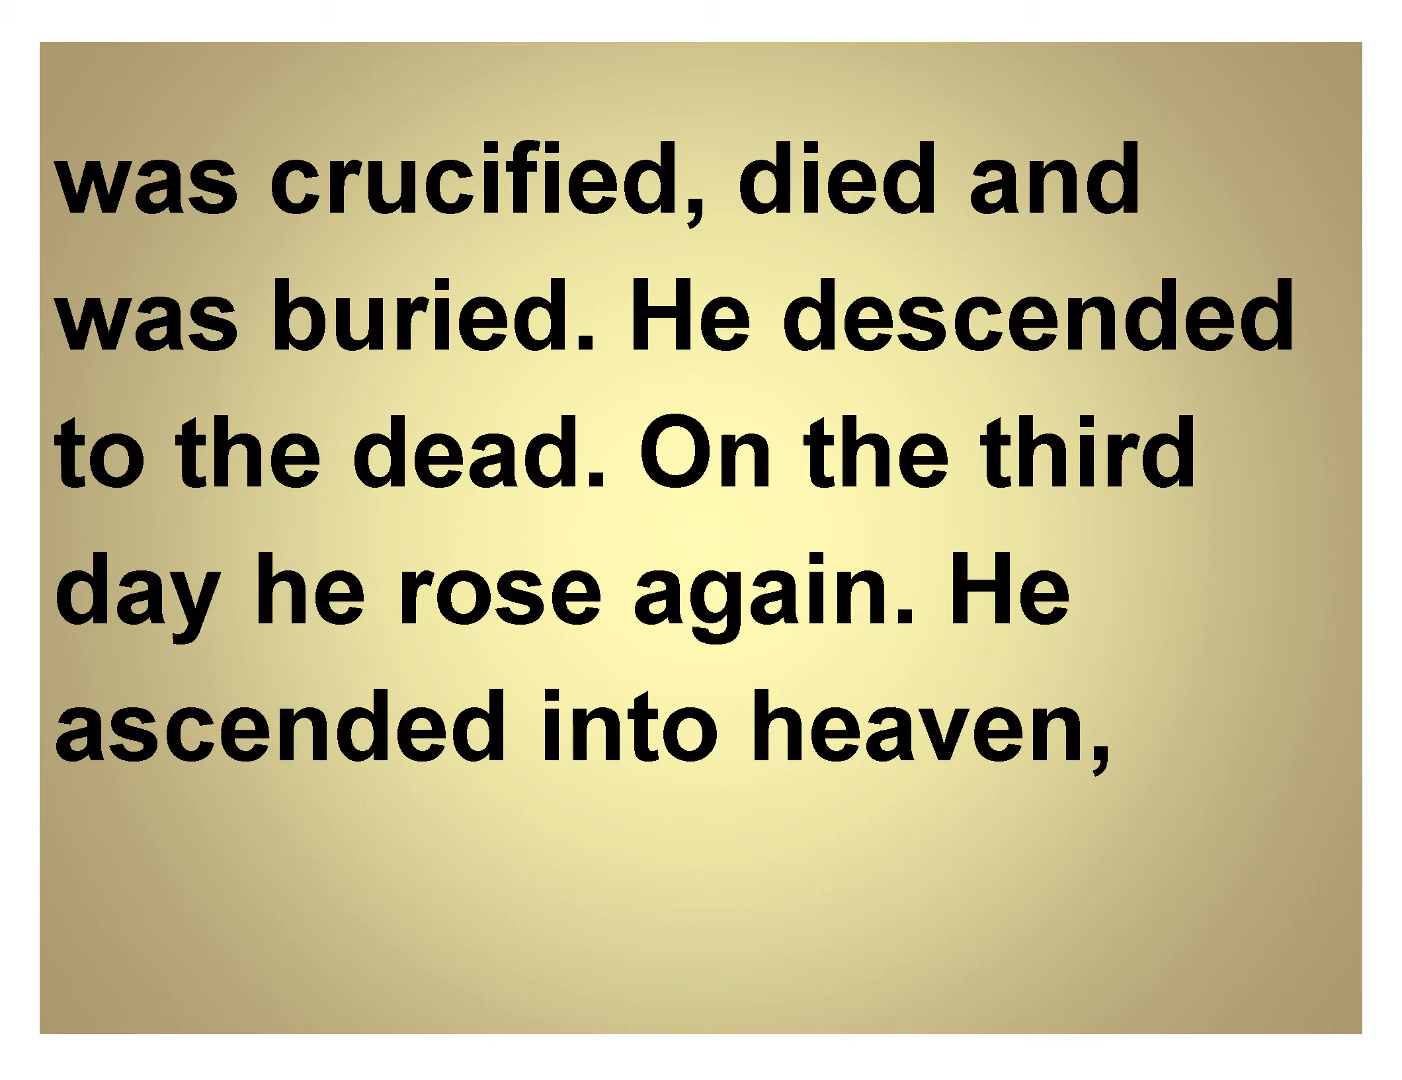 was crucified, died and
was buried. He descended
to the dead. On the third
day he rose again. He
ascended into heaven,